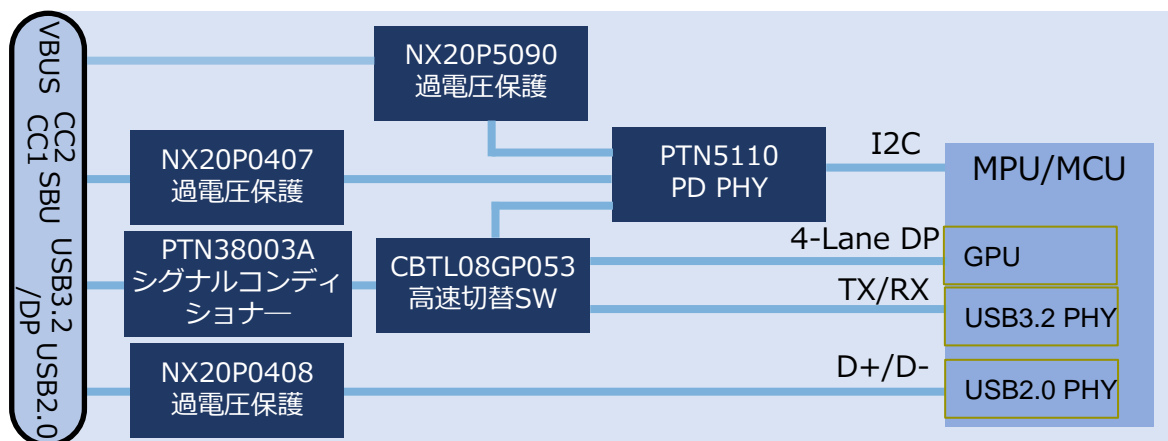 VBUS
CC2
CC1 SBU
USB3.2
/DP
USB2.0
NX20P5090
過電圧保護
NX20P0407
過電圧保護
PTN38003A
シグナルコンディ
ショナー
NX20P0408
過電圧保護
CBTL08GP053
高速切替SW
PTN5110
PD PHY
I2C
4-Lane DP
TX/RX
D+/D-
MPU/MCU
GPU
USB3.2 PHY
USB2.0 PHY